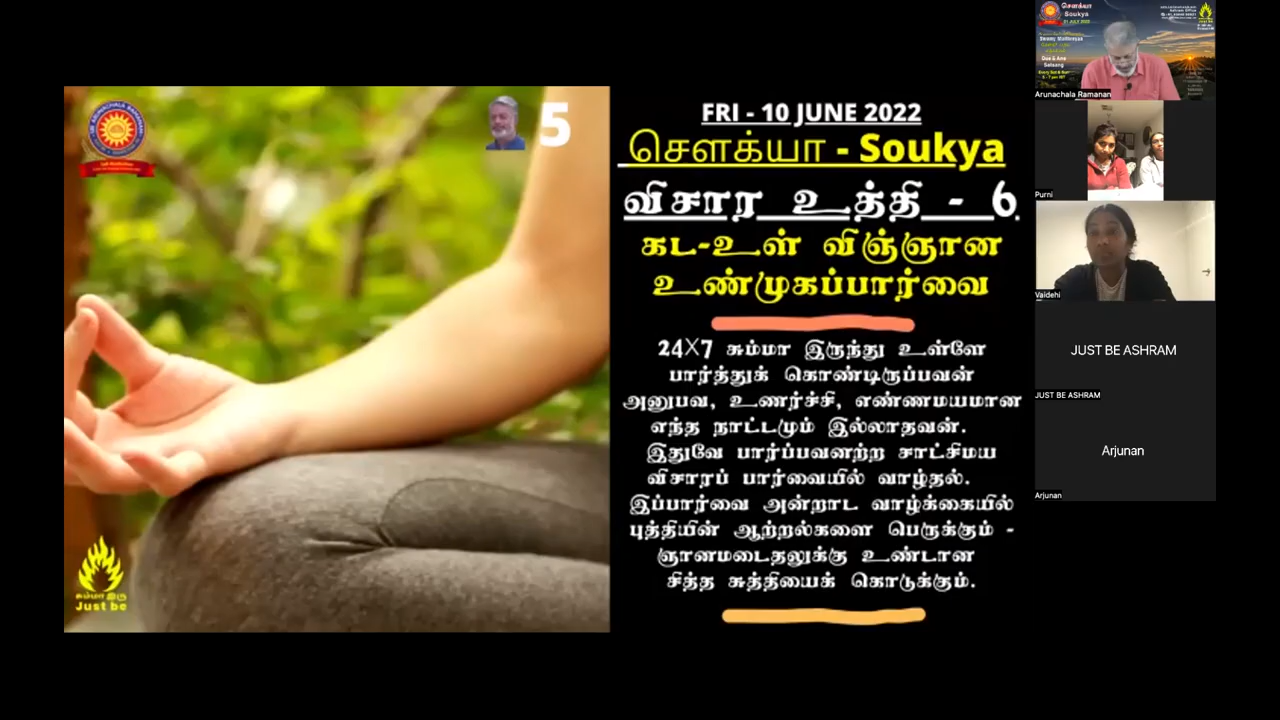 5
FRI - 10 JUNE 2022
சௌக்யா - Soukya
விசார உத்தி - 6
கட-உள் விஞ்ஞான
உண்முகப்பார்வை
24X7 சும்மா இருந்து உள்ளே
பார்த்துக் கொண்டிருப்பவன்
அனுபவ, உணர்ச்சி, எண்ணமயமான
எந்த நாட்டமும் இல்லாதவன்.
இதுவே பார்ப்பவனற்ற சாட்சிமய
விசாரப் பார்வையில் வாழ்தல்.
இப்பார்வை அன்றாட வாழ்க்கையில்
புத்தியின் ஆற்றல்களை பெருக்கும் -
ஞானமடைதலுக்கு உண்டான
சித்த சுத்தியைக் கொடுக்கும்.
சும்மா இரு
Just be
சௌக்யா
Soukya
Arunachala Ramanan
Purni
Vaidehi
JUST BE ASHRAM
JUST BE ASHRAM
Arjunan
Arjunan